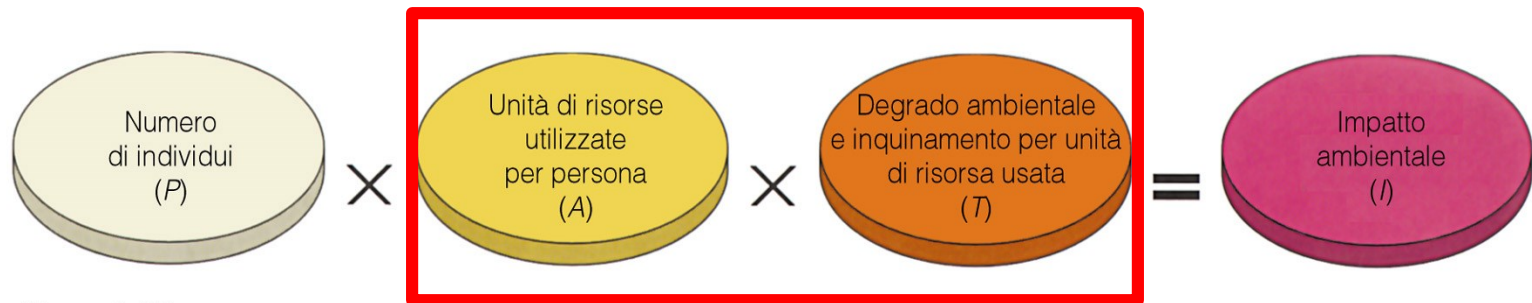 Numero
di individui
(P)
×
Unità di risorse
utilizzate
per persona
(A)
×
Degrado ambientale
e inquinamento per unità
di risorsa usata
(T)
=
Impatto
ambientale
(I)